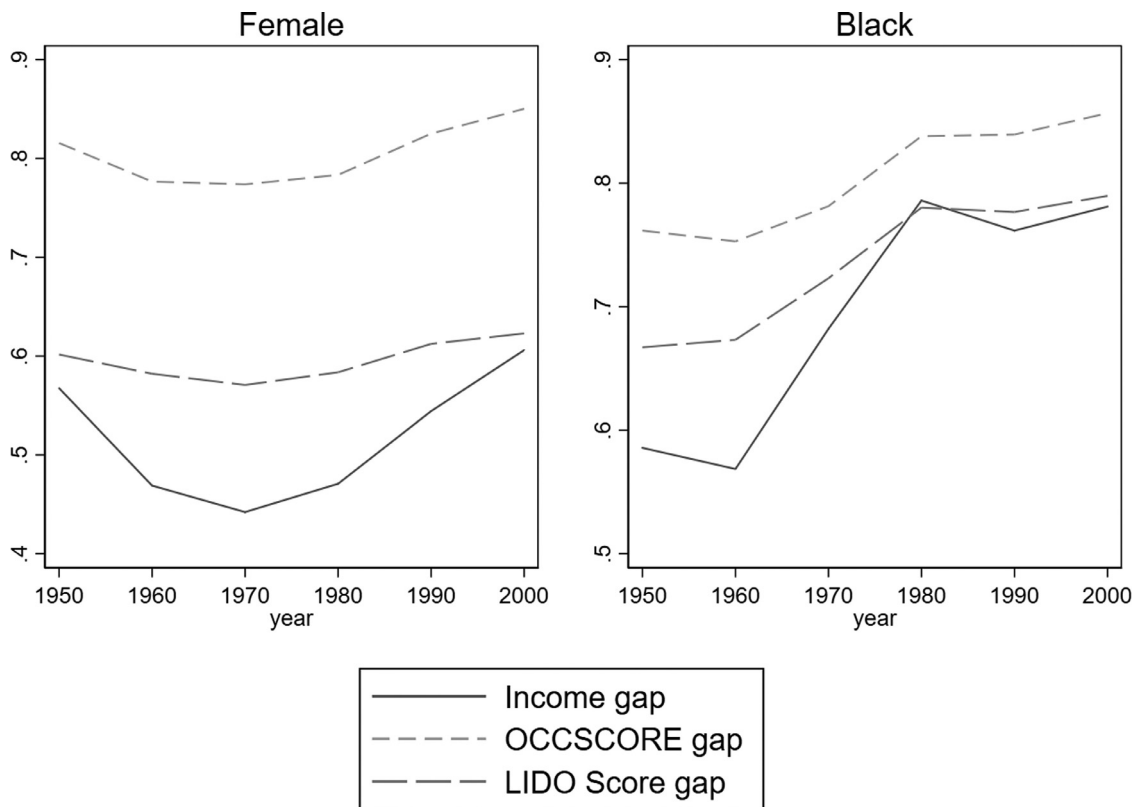 Female
.9
.8
.7
.6
.5
.4
1950 1960 1970 1980 1990 2000
year
Black
.9
.8
.7
.6
.5
1950 1960 1970 1980 1990 2000
year
Income gap
OCCSCORE gap
LIDO Score gap